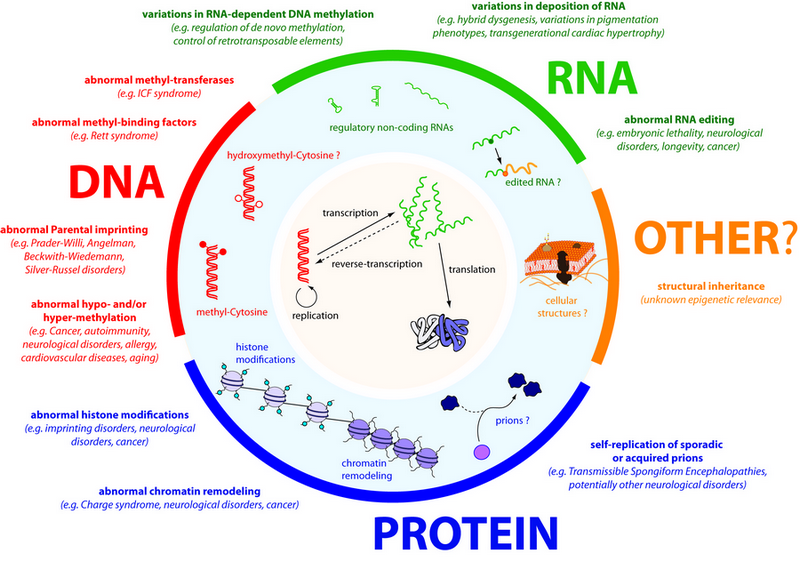 variations in RNA-dependent DNA methylation
(e.g. regulation of de novo methylation,
control of retrotransposable elements)
variations in deposition of RNA
(e.g. hybrid dysgenesis, variations in pigmentation
phenotypes, transgenerational cardiac hypertrophy)
RNA
abnormal methyl-transferases
(e.g. ICF syndrome)
abnormal methyl-binding factors
(e.g. Rett syndrome)
abnormal RNA editing
(e.g. embryonic lethality, neurological
disorders, longevity, cancer)
DNA
regulatory non-coding RNAs
hydroxymethyl-Cytosine ?
edited RNA ?
abnormal Parental imprinting
(e.g. Prader-Willi, Angelman,
Beckwith-Wiedemann,
Silver-Russel disorders)
transcription
reverse-transcription
translation
replication
methyl-Cytosine
OTHER?
structural inheritance
(unknown epigenetic relevance)
cellular
structures ?
abnormal hypo- and/or
hyper-methylation
(e.g. Cancer, autoimmunity,
neurological disorders, allergy,
cardiovascular diseases, aging)
histone
modifications
prions ?
chromatin
remodeling
abnormal histone modifications
(e.g. imprinting disorders, neurological
disorders, cancer)
self-replication of sporadic
or acquired prions
(e.g. Transmissible Spongiform Encephalopathies,
potentially other neurological disorders)
abnormal chromatin remodeling
(e.g. Charge syndrome, neurological disorders, cancer)
PROTEIN